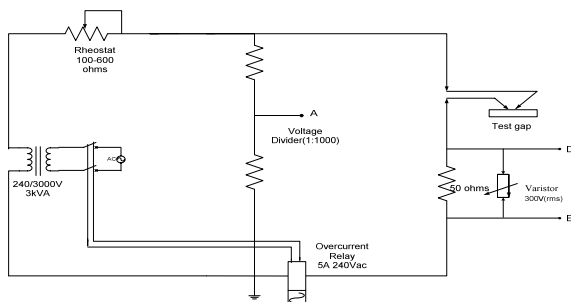 Rheostat
100-600
ohms
A
Voltage
Divider(1:1000)
Test gap
D
AC
240/3000V
3kVA
50 ohms
Varistor
300V(rms)
E
Overcurrent
Relay
5A 240Vac